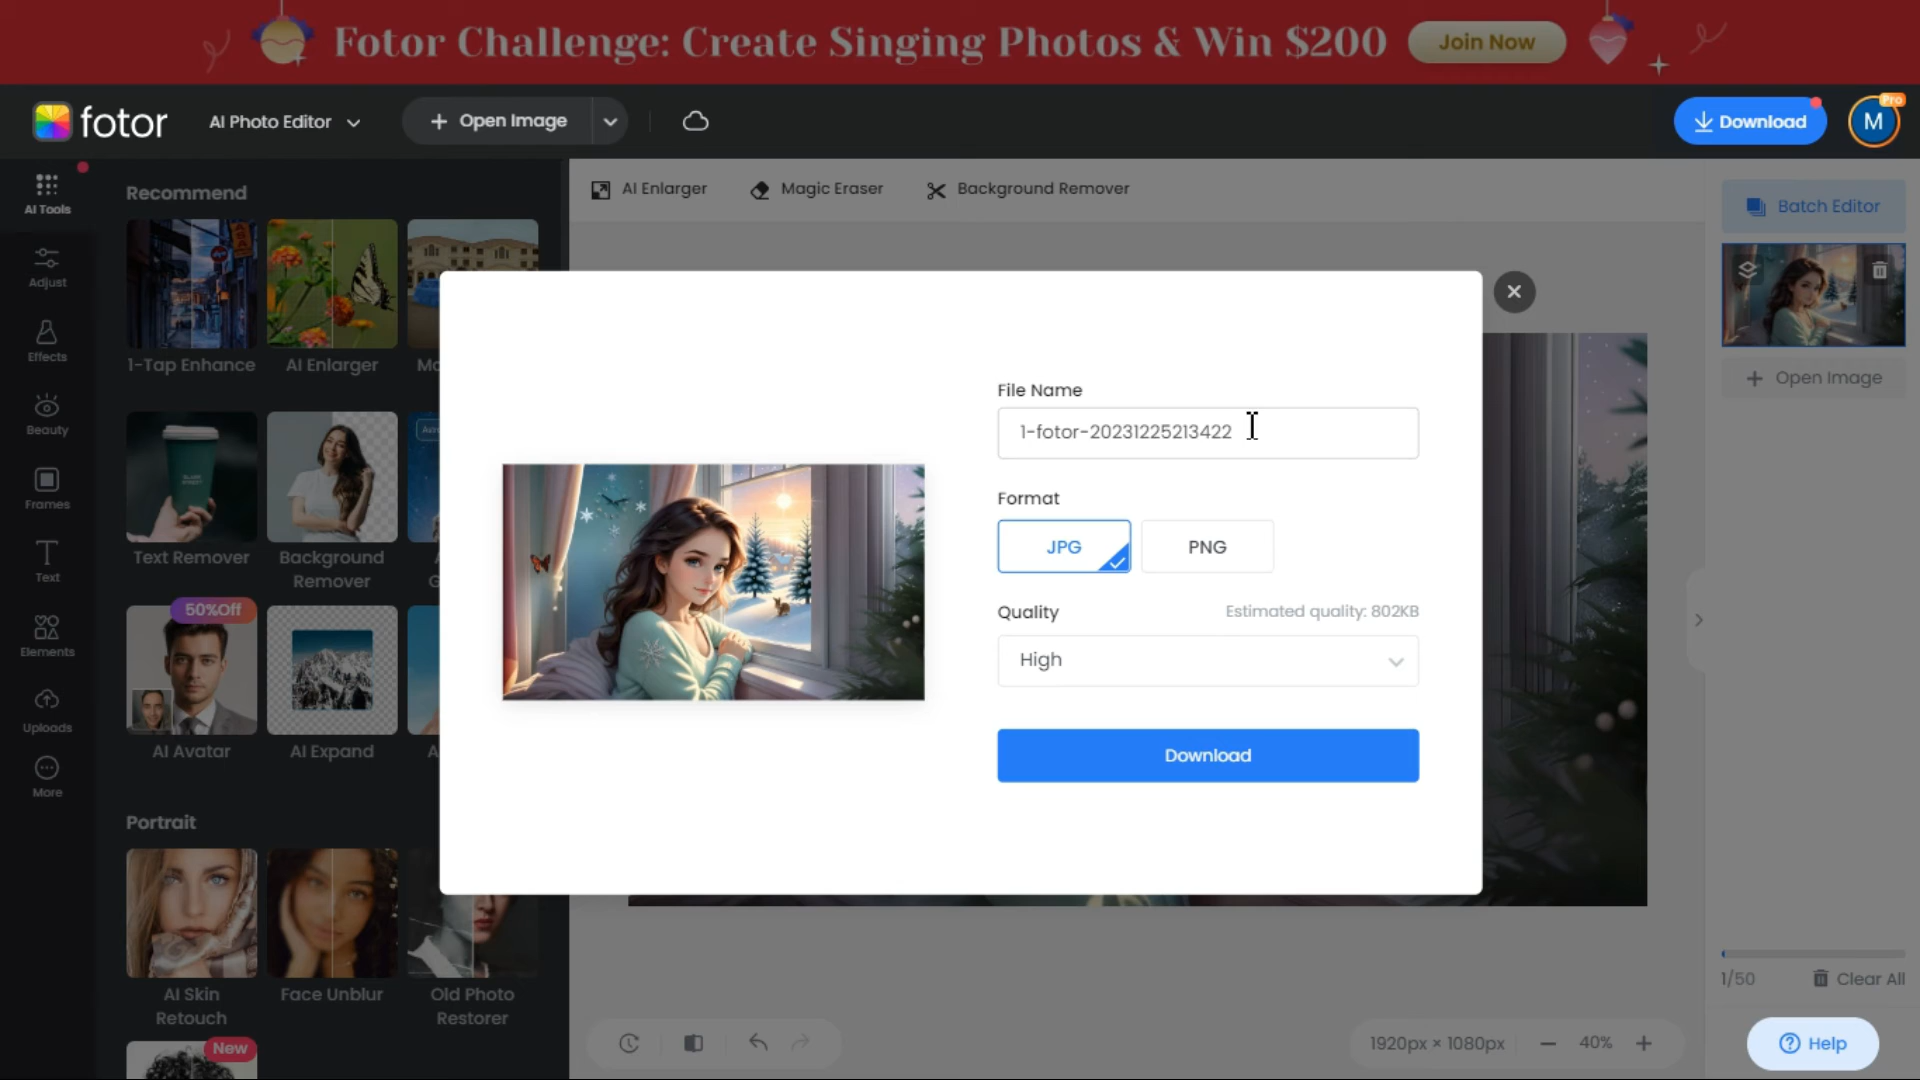 Fotor Challenge: Create Singing Photos & Win $200
Join Now
fotor
AI Photo Editor
Open Image
Download
Pro
M
AI Tools
Adjust
Effects
Beauty
Frames
Text
Elements
Uploads
More
Recommend
1-Tap Enhance
AI Enlarger
Text Remover
Background
Remover
50%Off
AI Avatar
AI Expand
Portrait
AI Skin
Retouch
Face Unblur
Old Photo
Restorer
New
AI Enlarger
Magic Eraser
Background Remover
File Name
1-fotor-20231225213422
Format
JPG
PNG
Quality
Estimated quality: 802KB
High
Download
Batch Editor
Open Image
1/50
Clear All
1920px × 1080px
40%
Help